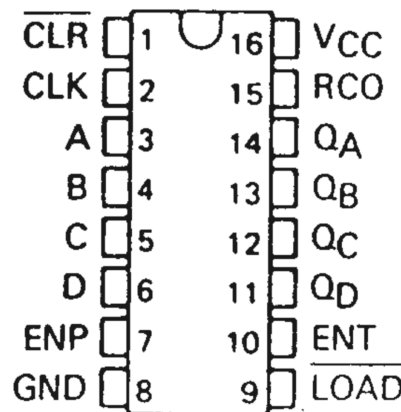 CLR 1 16 VCC
CLK 2 15 RCO
A 3 14 QA
B 4 13 QB
C 5 12 QC
D 6 11 QD
ENP 7 10 ENT
GND 8 9 LOAD